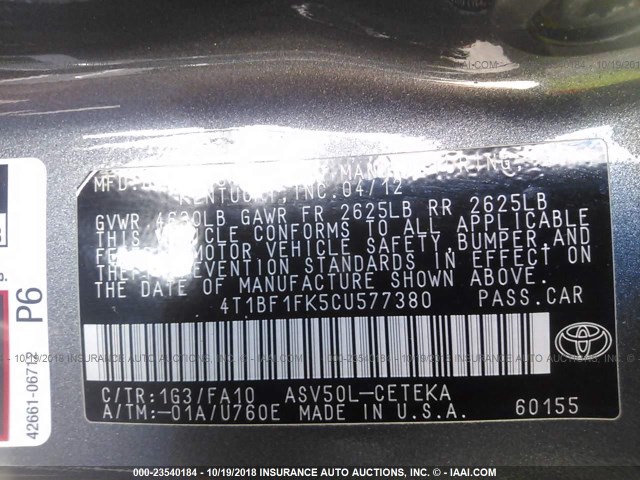 MFD. MANUFACTURING
KENTUCKY, INC. 04/12
GVWR 4630LB GAWR FR 2625LB RR 2625LB
THIS VEHICLE CONFORMS TO ALL APPLICABLE
FEDERAL MOTOR VEHICLE SAFETY, BUMPER, AND
THEFT PREVENTION STANDARDS IN EFFECT ON
THE DATE OF MANUFACTURE SHOWN ABOVE.
4T1BF1FK5CU577380 PASS.CAR
C/TR:1G3/FA10 ASV50L-CETEKA
A/TM:-01A/U760E MADE IN U.S.A. 60155
P6
000-23540184 - 10/19/2018 INSURANCE AUTO AUCTIONS, INC. - IAAI.COM